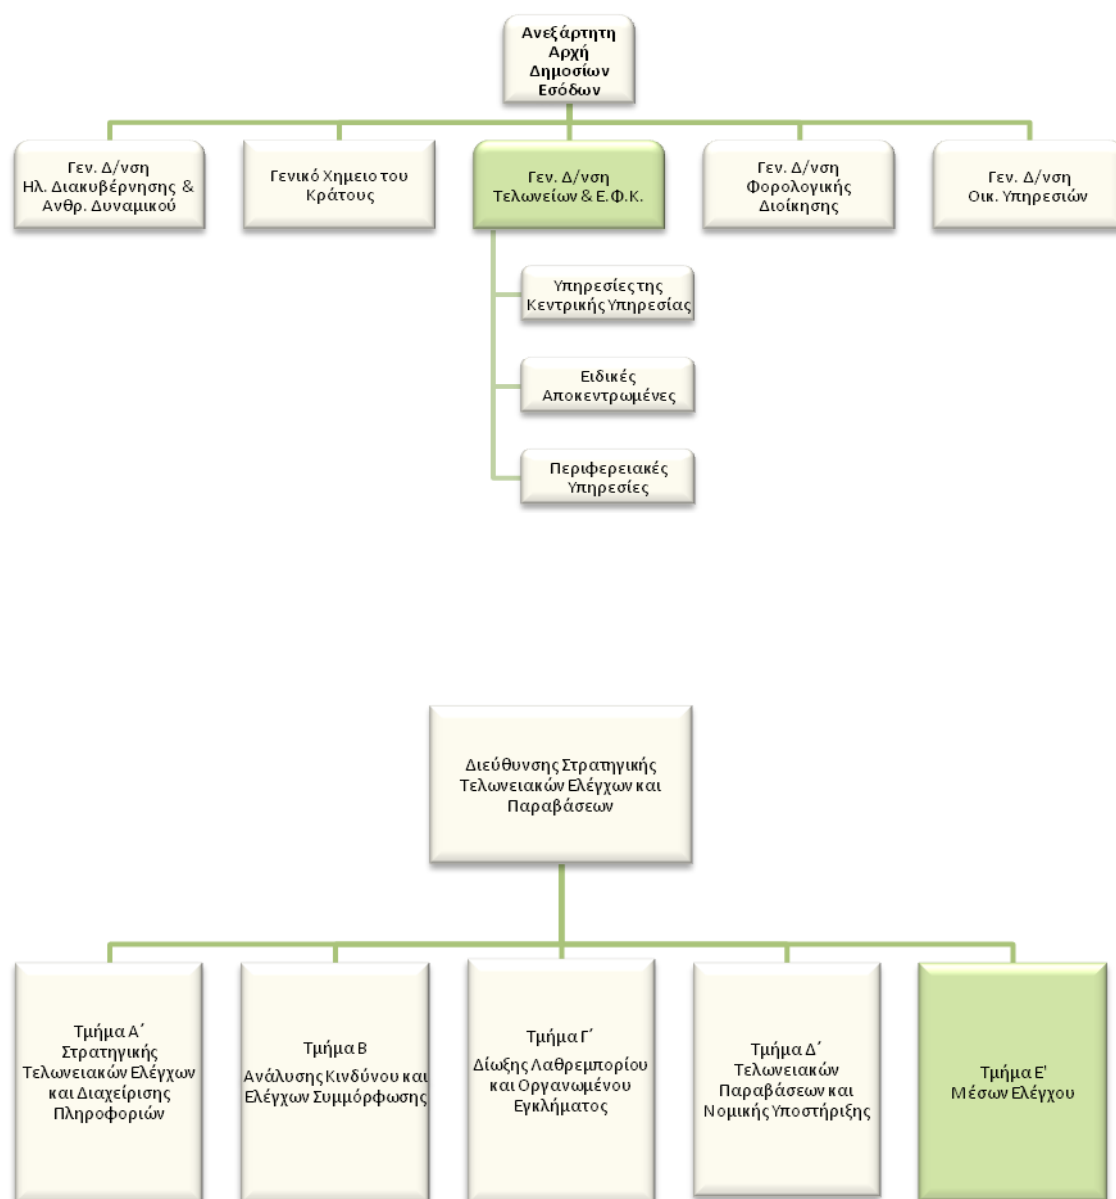 Ανεξάρτητη
Αρχή
Δημοσίων
Εσόδων
Γεν. Δ/νση
Ηλ. Διακυβέρνησης &
Ανθρ. Δυναμικού
Γενικό Χημειο του
Κράτους
Γεν. Δ/νση
Τελωνείων & Ε.Φ.Κ.
Γεν. Δ/νση
Φορολογικής
Διοίκησης
Γεν. Δ/νση
Οικ. Υπηρεσιών
Υπηρεσίες της
Κεντρικής Υπηρεσίας
Ειδικές
Αποκεντρωμένες
Περιφερειακές
Υπηρεσίες
Διεύθυνσης Στρατηγικής
Τελωνειακών Ελέγχων και
Παραβάσεων
Τμήμα Α΄
Στρατηγικής
Τελωνειακών Ελέγχων
και Διαχείρισης
Πληροφοριών
Τμήμα Β
Ανάλυσης Κινδύνου και
Ελέγχων Συμμόρφωσης
Τμήμα Γ΄
Δίωξης Λαθρεμπορίου
και Οργανωμένου
Εγκλήματος
Τμήμα Δ΄
Τελωνειακών
Παραβάσεων και
Νομικής Υποστήριξης
Τμήμα Ε'
Μέσων Ελέγχου